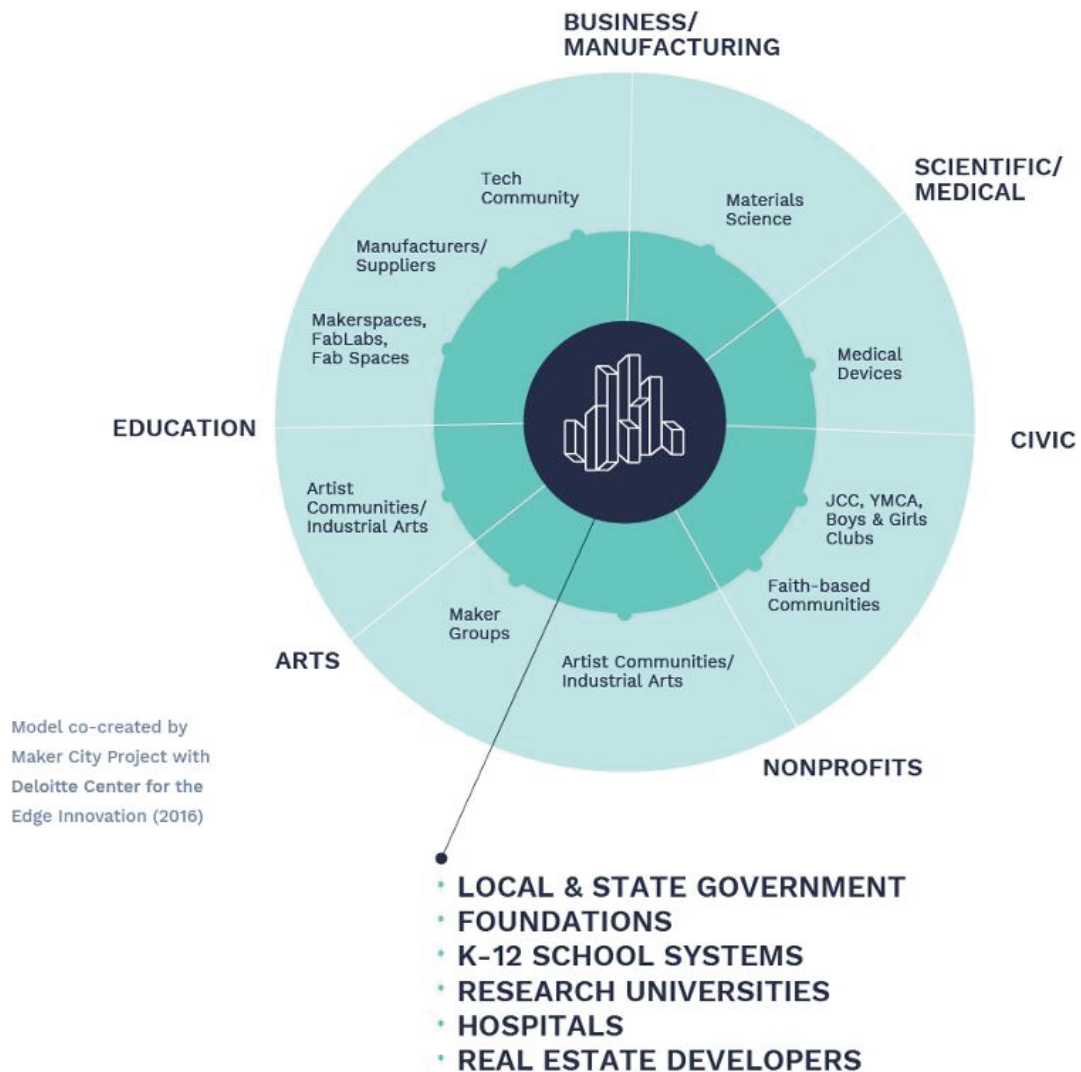 BUSINESS/
MANUFACTURING
SCIENTIFIC/
MEDICAL
Tech
Community
Materials
Science
Manufacturers/
Suppliers
Makerspaces,
FabLabs,
Fab Spaces
Medical
Devices
EDUCATION
CIVIC
Artist
Communities/
Industrial Arts
JCC, YMCA,
Boys & Girls
Clubs
Faith-based
Communities
Maker
Groups
Artist Communities/
Industrial Arts
ARTS
NONPROFITS
Model co-created by
Maker City Project with
Deloitte Center for the
Edge Innovation (2016)
• LOCAL & STATE GOVERNMENT
• FOUNDATIONS
• K-12 SCHOOL SYSTEMS
• RESEARCH UNIVERSITIES
• HOSPITALS
• REAL ESTATE DEVELOPERS